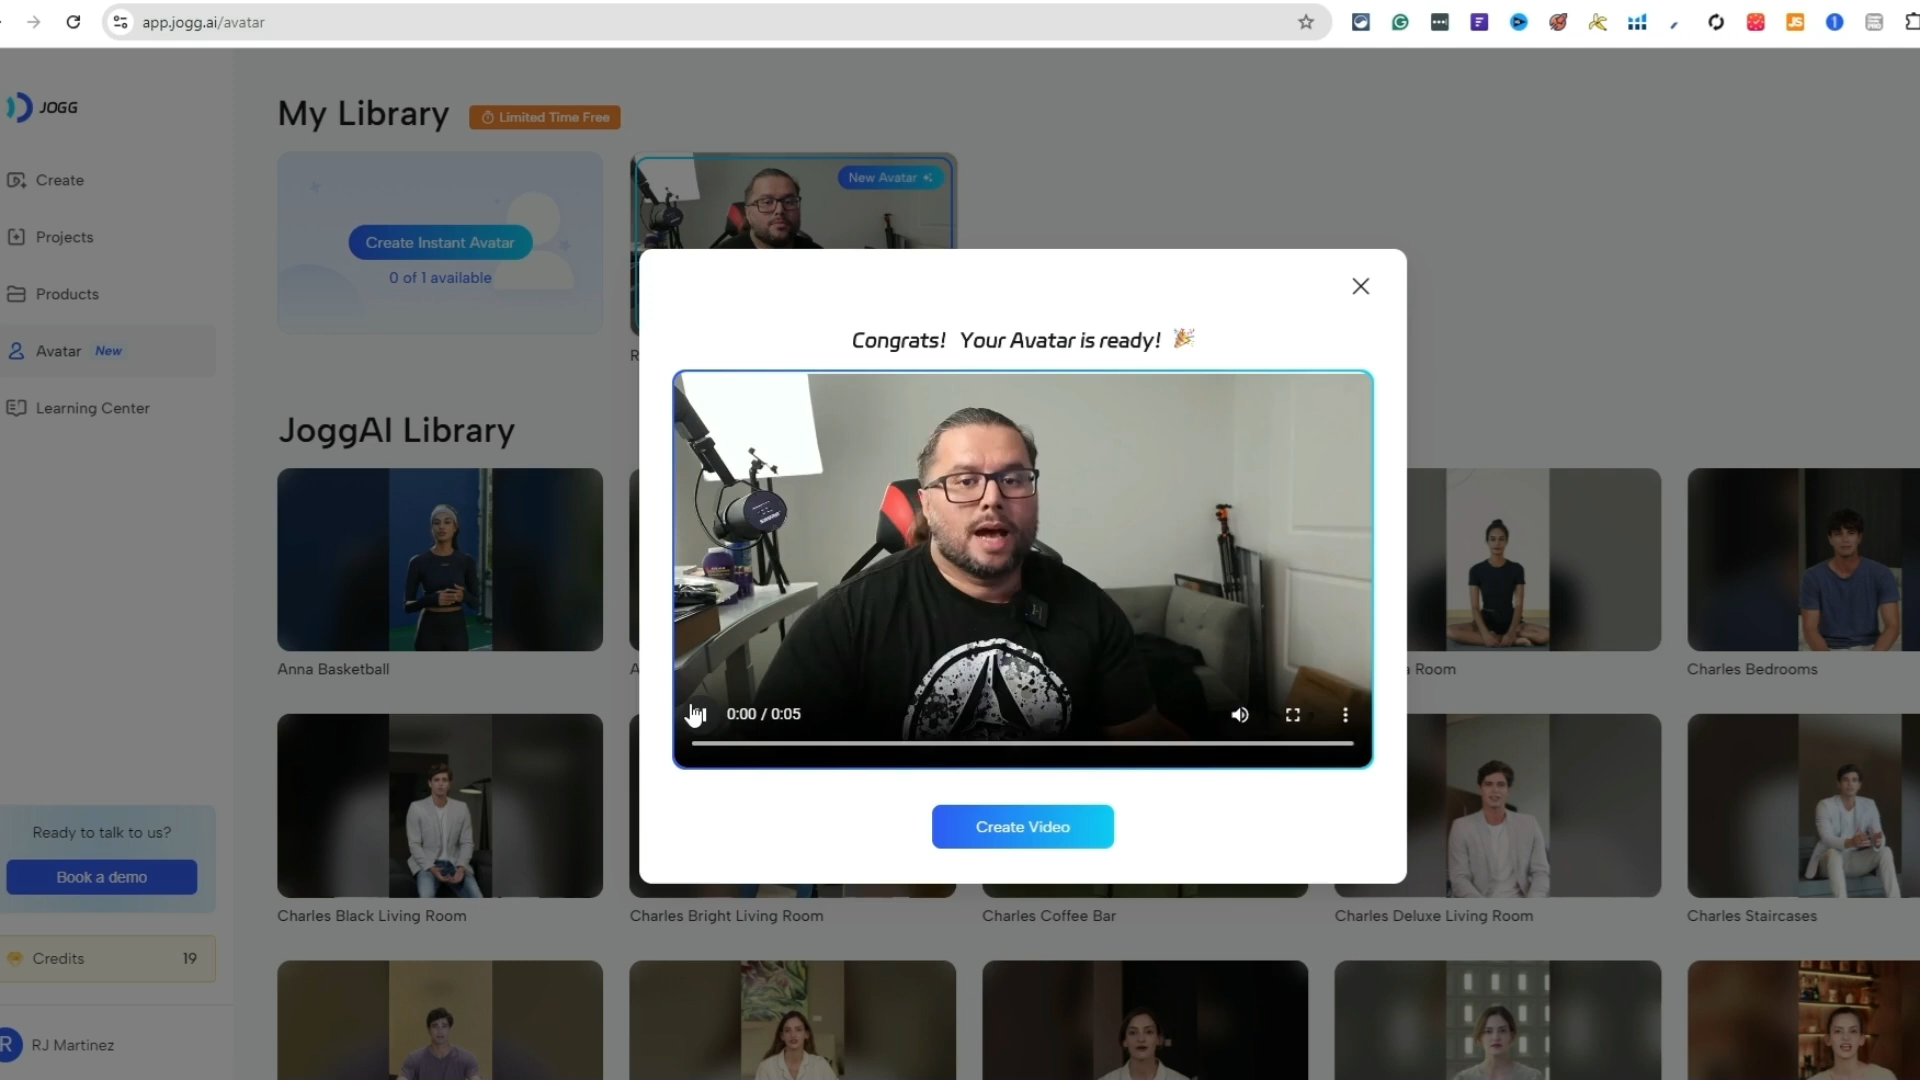 app.jogg.ai/avatar
JOGG
My Library
Limited Time Free
Create
Create Instant Avatar
0 of 1 available
New Avatar
Projects
Products
Avatar New
Learning Center
R
Congrats! Your Avatar is ready! 🎉
JoggAI Library
SHURE
0:00 / 0:05
Create Video
Anna Basketball
A
a Room
Charles Bedrooms
Ready to talk to us?
Book a demo
Charles Black Living Room
Charles Bright Living Room
Charles Coffee Bar
Charles Deluxe Living Room
Charles Staircases
Credits 19
R RJ Martinez